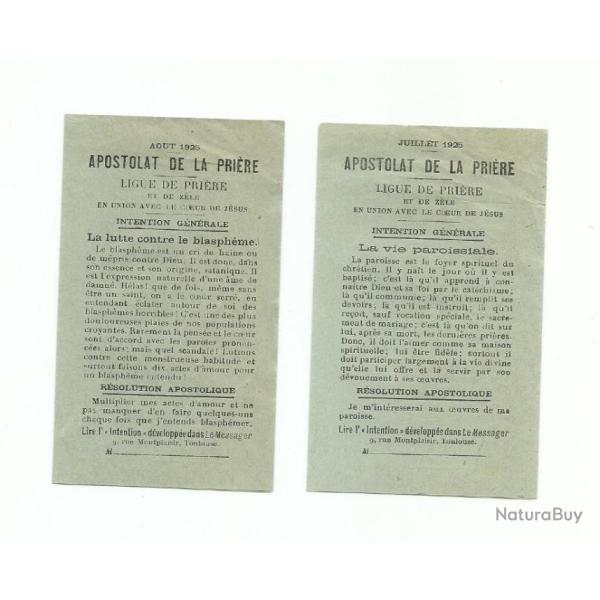 AOUT 1925
APOSTOLAT DE LA PRIÈRE
LIGUE DE PRIÈRE
ET DE ZÈLE
EN UNION AVEC LE CŒUR DE JÉSUS
INTENTION GÉNÉRALE
La lutte contre le blasphème.
Le blasphème est un cri de haine ou
de mépris contre Dieu. Il est donc, dans
son essence et son origine, satanique. Il
est l'expression naturelle d'une âme de
damné. Hélas! que de fois, même sans
être un saint, on a le cœur serré, en
entendant éclater autour de soi des
blasphèmes horribles! C'est une des plus
douloureuses plaies de nos populations
croyantes. Rarement la pensée et le cœur
sont d'accord avec les paroles pronon-
cées alors; mais quel scandale! Luttons
contre cette monstrueuse habitude et
surtout faisons dix actes d'amour pour
un blasphème entendu!
RÉSOLUTION APOSTOLIQUE
Multiplier mes actes d'amour et ne
pas manquer d'en faire quelques-uns
chaque fois que j'entends blasphémer.
Lire l'« Intention » développée dans Le Messager
9, rue Montplaisir, Toulouse.
M
JUILLET 1925
APOSTOLAT DE LA PRIÈRE
LIGUE DE PRIÈRE
ET DE ZÈLE
EN UNION AVEC LE CŒUR DE JÉSUS
INTENTION GÉNÉRALE
La vie paroissiale.
La paroisse est le foyer spirituel du
chrétien. Il y naît le jour où il y est
baptisé; c'est là qu'il apprend à con-
naître Dieu et sa foi par le catéchisme;
là qu'il communie; là qu'il remplit ses
devoirs; là qu'il est instruit; là qu'il
reçoit, sauf vocation spéciale, le sacre-
ment de mariage; c'est là qu'on dit sur
lui, après sa mort, les dernières prières.
Donc, il doit l'aimer comme sa maison
spirituelle; lui être fidèle; surtout il
doit participer largement à la vie divine
qu'elle lui offre et la servir par son
dévouement à ses œuvres.
RÉSOLUTION APOSTOLIQUE
Je m'intéresserai aux œuvres de ma
paroisse.
Lire l'« Intention » développée dans Le Messager
9, rue Montplaisir, Toulouse.
M
NaturaBuy